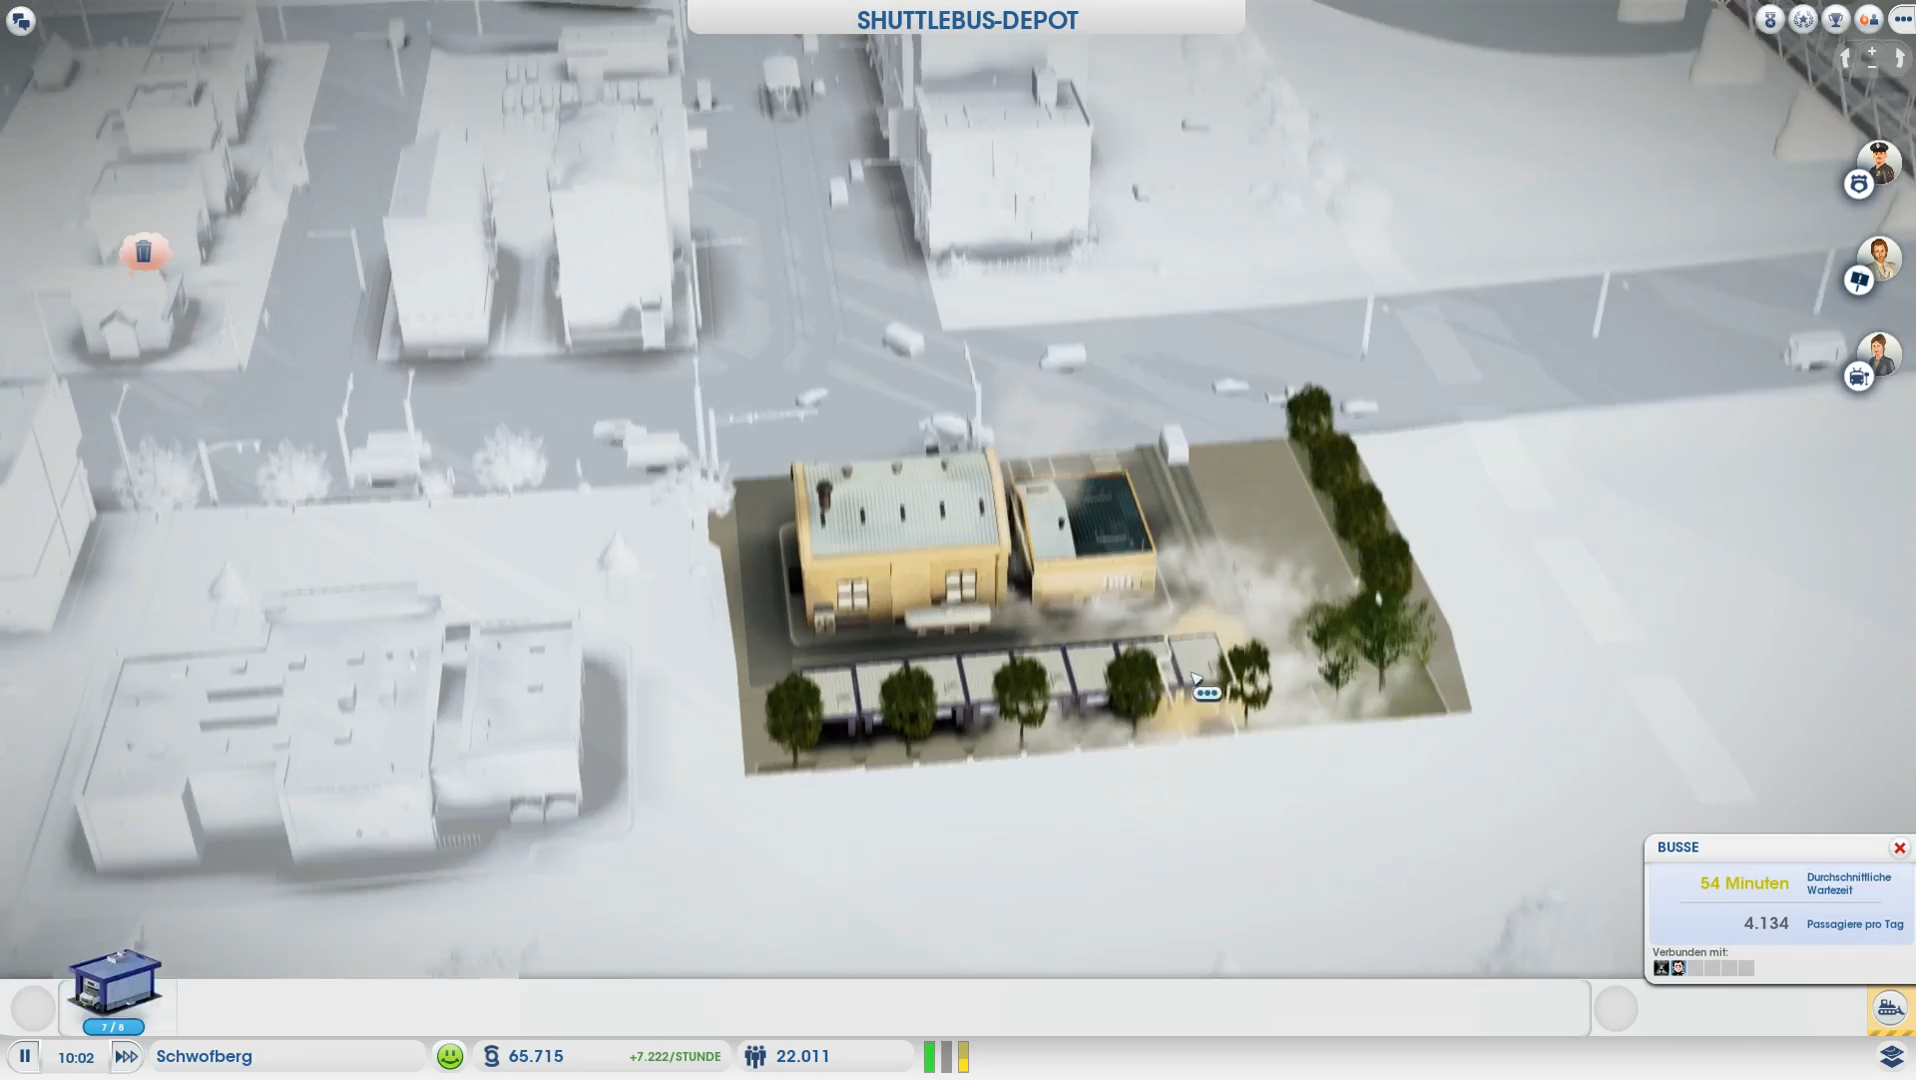 SHUTTLEBUS-DEPOT
BUSSE
54 Minuten
Durchschnittliche
Wartezeit
4.134
Passagiere pro Tag
Verbunden mit:
7 / 8
10:02
Schwofberg
65.715
+7.222/STUNDE
22.011